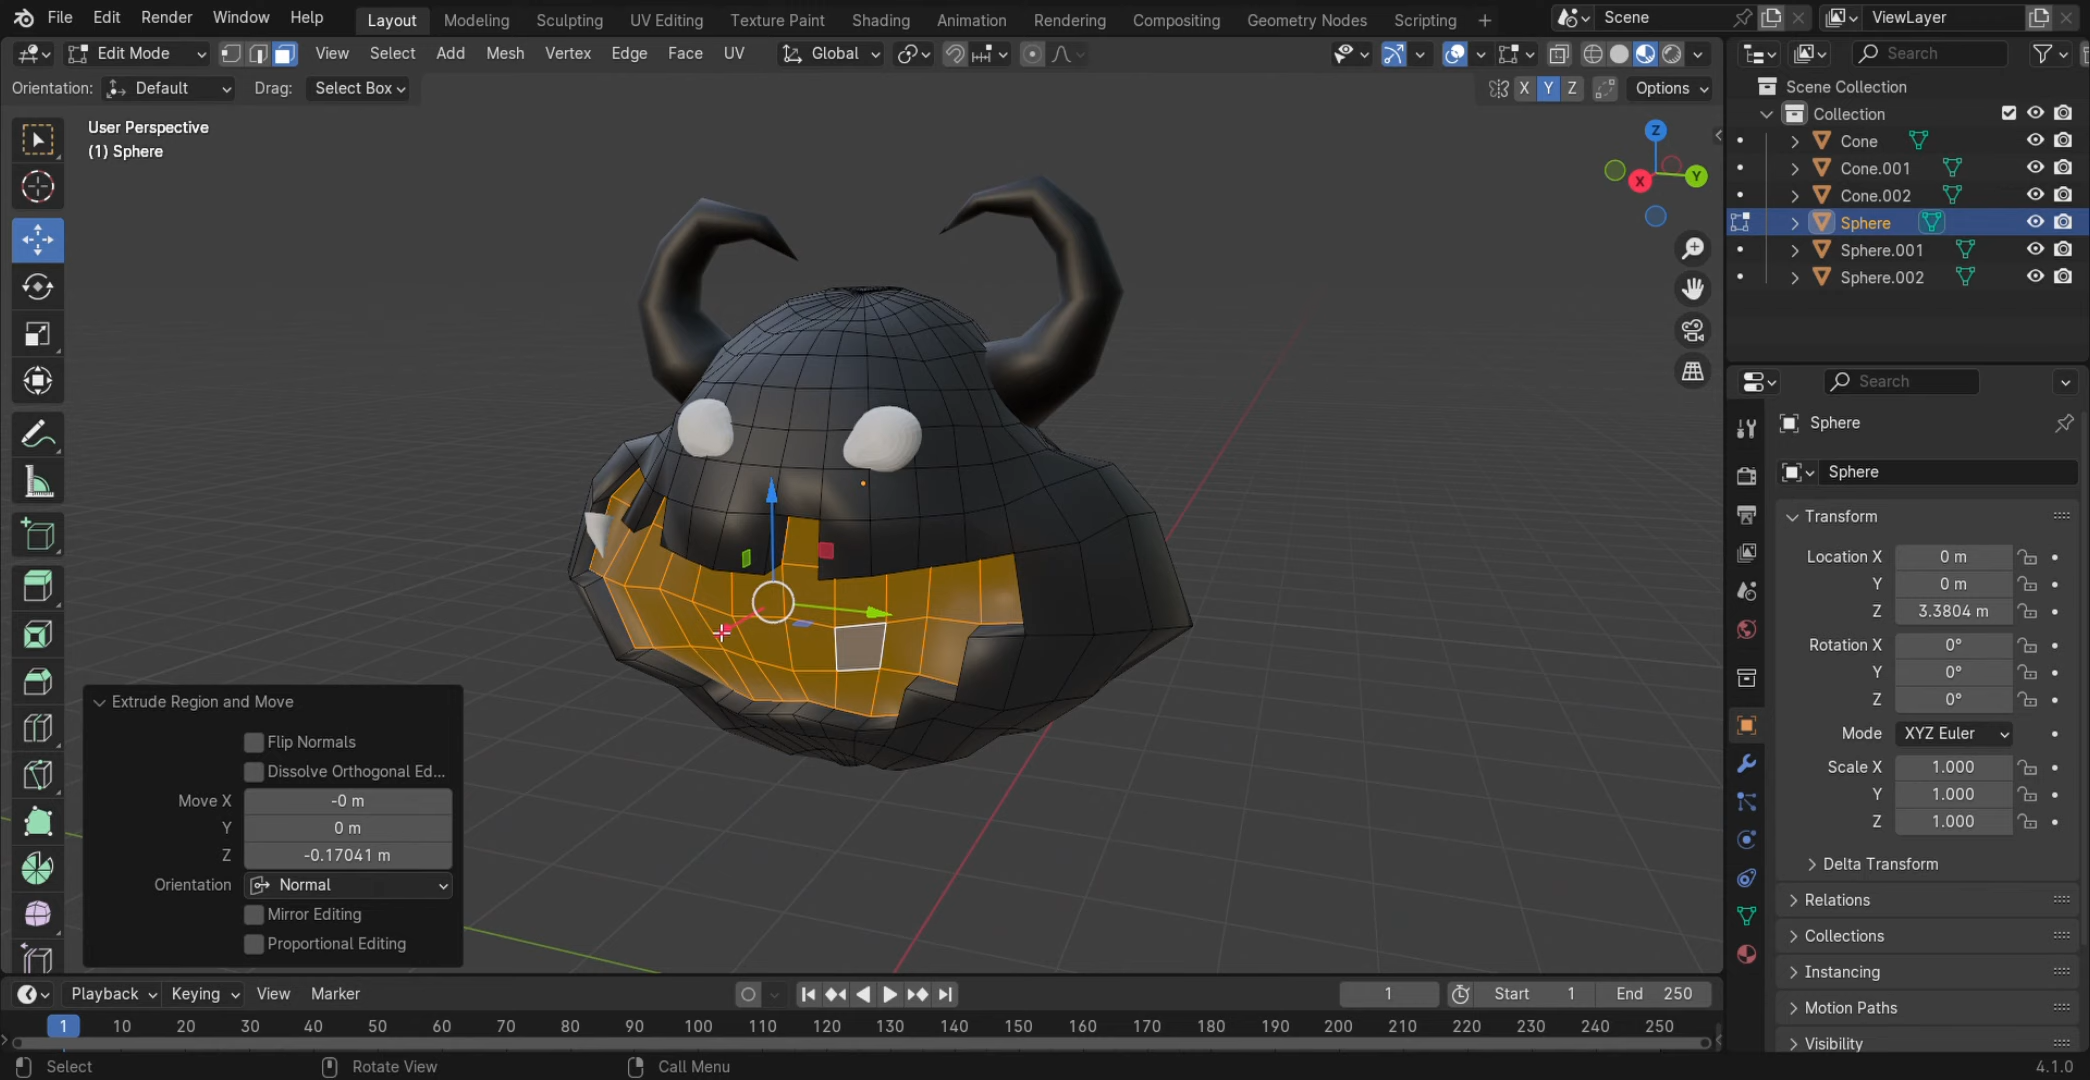 File Edit Render Window Help Layout Modeling Sculpting UV Editing Texture Paint Shading Animation Rendering Compositing Geometry Nodes Scripting + Scene ViewLayer
Edit Mode View Select Add Mesh Vertex Edge Face UV Global Search
Orientation: Default Drag: Select Box X Y Z Options
Scene Collection
Collection
User Perspective
(1) Sphere
Cone
Cone.001
Cone.002
Sphere
Sphere.001
Sphere.002
Z
X
Y
Search
Sphere
Sphere
Transform
Location X 0 m
Y 0 m
Z 3.3804 m
Rotation X 0°
Y 0°
Z 0°
Mode XYZ Euler
Scale X 1.000
Y 1.000
Z 1.000
Delta Transform
Relations
Collections
Instancing
Motion Paths
Visibility
Extrude Region and Move
Flip Normals
Dissolve Orthogonal Ed...
Move X -0 m
Y 0 m
Z -0.17041 m
Orientation Normal
Mirror Editing
Proportional Editing
Playback Keying View Marker 1 Start 1 End 250
1 10 20 30 40 50 60 70 80 90 100 110 120 130 140 150 160 170 180 190 200 210 220 230 240 250
Select Rotate View Call Menu 4.1.0